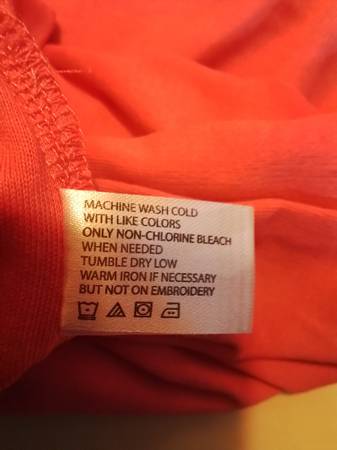 MACHINE WASH COLD
WITH LIKE COLORS
ONLY NON-CHLORINE BLEACH
WHEN NEEDED
TUMBLE DRY LOW
WARM IRON IF NECESSARY
BUT NOT ON EMBROIDERY